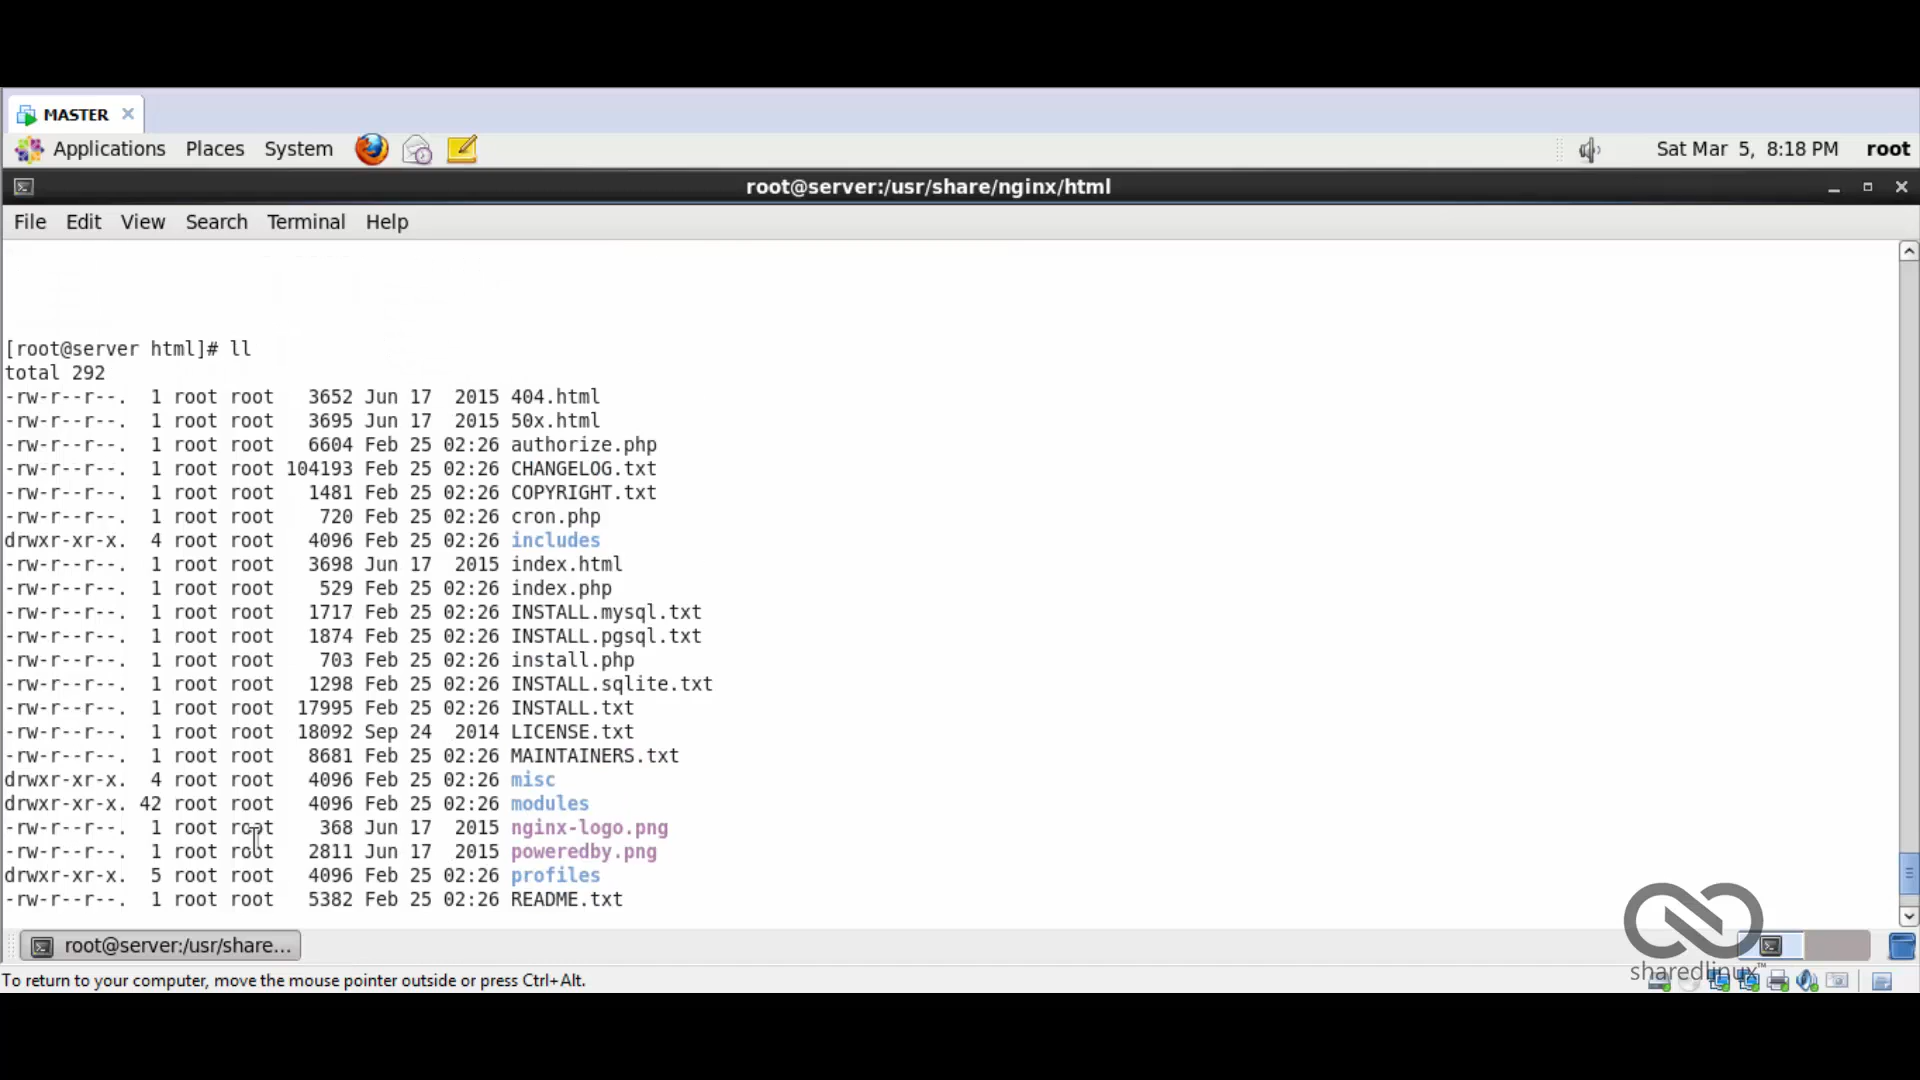 MASTER
Applications Places System Sat Mar 5, 8:18 PM root
root@server:/usr/share/nginx/html
File Edit View Search Terminal Help
[root@server html]# ll
total 292
-rw-r--r--. 1 root root 3652 Jun 17 2015 404.html
-rw-r--r--. 1 root root 3695 Jun 17 2015 50x.html
-rw-r--r--. 1 root root 6604 Feb 25 02:26 authorize.php
-rw-r--r--. 1 root root 104193 Feb 25 02:26 CHANGELOG.txt
-rw-r--r--. 1 root root 1481 Feb 25 02:26 COPYRIGHT.txt
-rw-r--r--. 1 root root 720 Feb 25 02:26 cron.php
drwxr-xr-x. 4 root root 4096 Feb 25 02:26 includes
-rw-r--r--. 1 root root 3698 Jun 17 2015 index.html
-rw-r--r--. 1 root root 529 Feb 25 02:26 index.php
-rw-r--r--. 1 root root 1717 Feb 25 02:26 INSTALL.mysql.txt
-rw-r--r--. 1 root root 1874 Feb 25 02:26 INSTALL.pgsql.txt
-rw-r--r--. 1 root root 703 Feb 25 02:26 install.php
-rw-r--r--. 1 root root 1298 Feb 25 02:26 INSTALL.sqlite.txt
-rw-r--r--. 1 root root 17995 Feb 25 02:26 INSTALL.txt
-rw-r--r--. 1 root root 18092 Sep 24 2014 LICENSE.txt
-rw-r--r--. 1 root root 8681 Feb 25 02:26 MAINTAINERS.txt
drwxr-xr-x. 4 root root 4096 Feb 25 02:26 misc
drwxr-xr-x. 42 root root 4096 Feb 25 02:26 modules
-rw-r--r--. 1 root root 368 Jun 17 2015 nginx-logo.png
-rw-r--r--. 1 root root 2811 Jun 17 2015 poweredby.png
drwxr-xr-x. 5 root root 4096 Feb 25 02:26 profiles
-rw-r--r--. 1 root root 5382 Feb 25 02:26 README.txt
root@server:/usr/share...
sharedlinux™
To return to your computer, move the mouse pointer outside or press Ctrl+Alt.